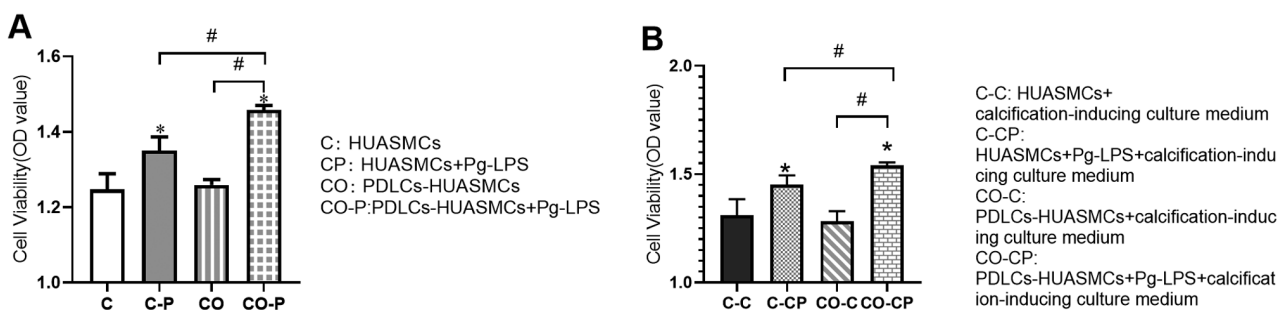 A
Cell Viability(OD value)
1.6
1.4
1.2
1.0
#
#
*
*
C
C-P
CO
CO-P
C: HUASMCs
CP: HUASMCs+Pg-LPS
CO: PDLCs-HUASMCs
CO-P:PDLCs-HUASMCs+Pg-LPS
B
Cell Viability(OD value)
2.0
1.5
1.0
#
#
*
*
C-C
C-CP
CO-C
CO-CP
C-C: HUASMCs+
calcification-inducing culture medium
C-CP:
HUASMCs+Pg-LPS+calcification-indu
cing culture medium
CO-C:
PDLCs-HUASMCs+calcification-induc
ing culture medium
CO-CP:
PDLCs-HUASMCs+Pg-LPS+calcificat
ion-inducing culture medium